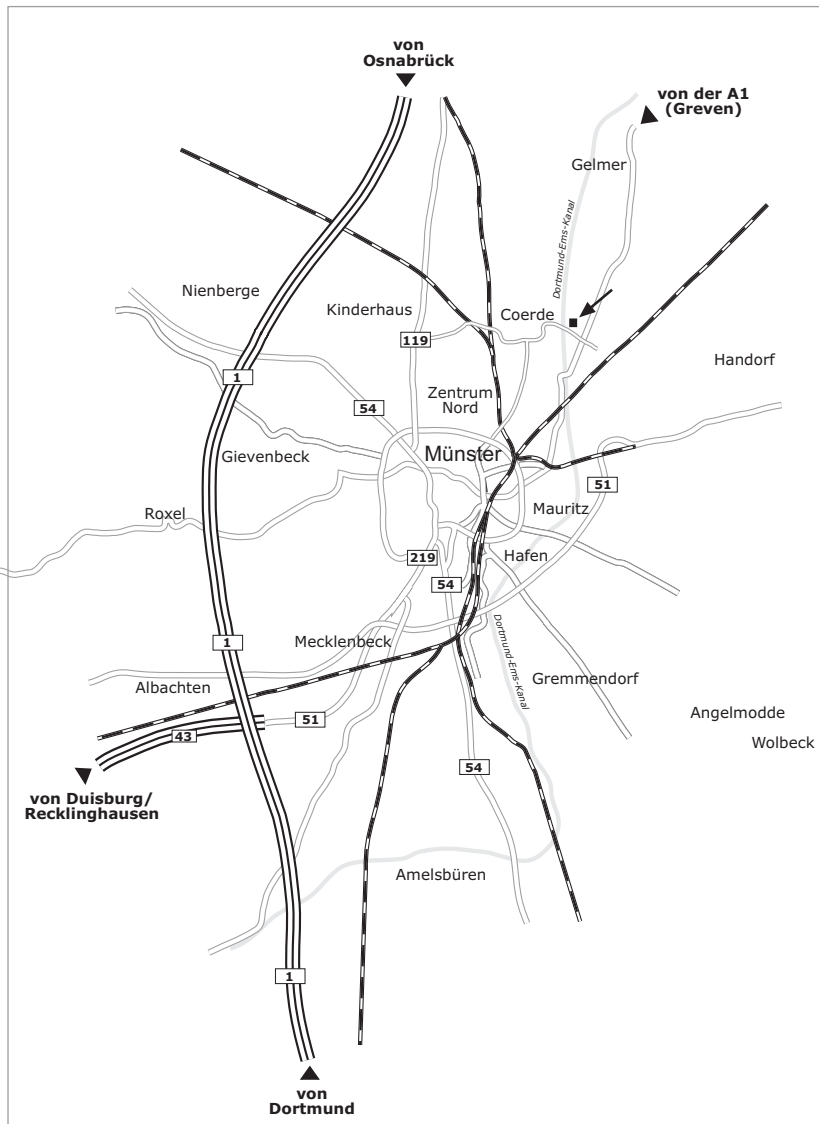 von
Osnabrück
von der A1
(Greven)
Gelmer
Dortmund-Ems-Kanal
Nienberge
Kinderhaus
Coerde
119
Handorf
1
Zentrum
Nord
54
Münster
Gievenbeck
51
Mauritz
Roxel
Hafen
219
54
Dortmund-Ems-Kanal
1
Mecklenbeck
Gremmendorf
Albachten
51
Angelmodde
43
Wolbeck
54
von Duisburg/
Recklinghausen
Amelsbüren
1
von
Dortmund